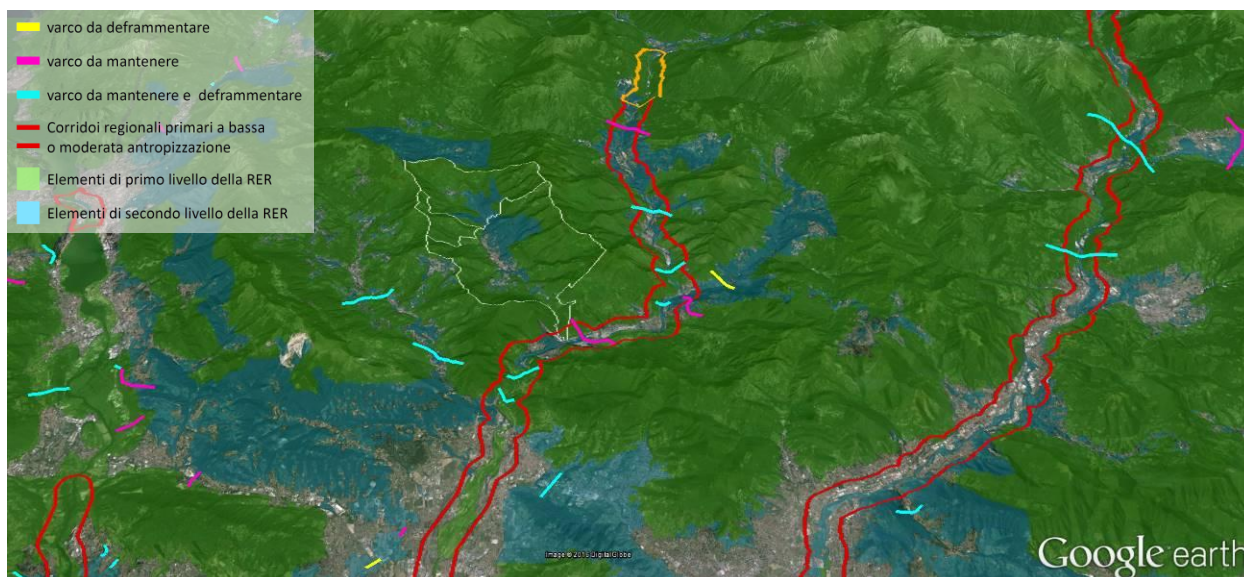 varco da deframmentare
varco da mantenere
varco da mantenere e deframmentare
Corridoi regionali primari a bassa
o moderata antropizzazione
Elementi di primo livello della RER
Elementi di secondo livello della RER
Image © 2015 DigitalGlobe
Google earth